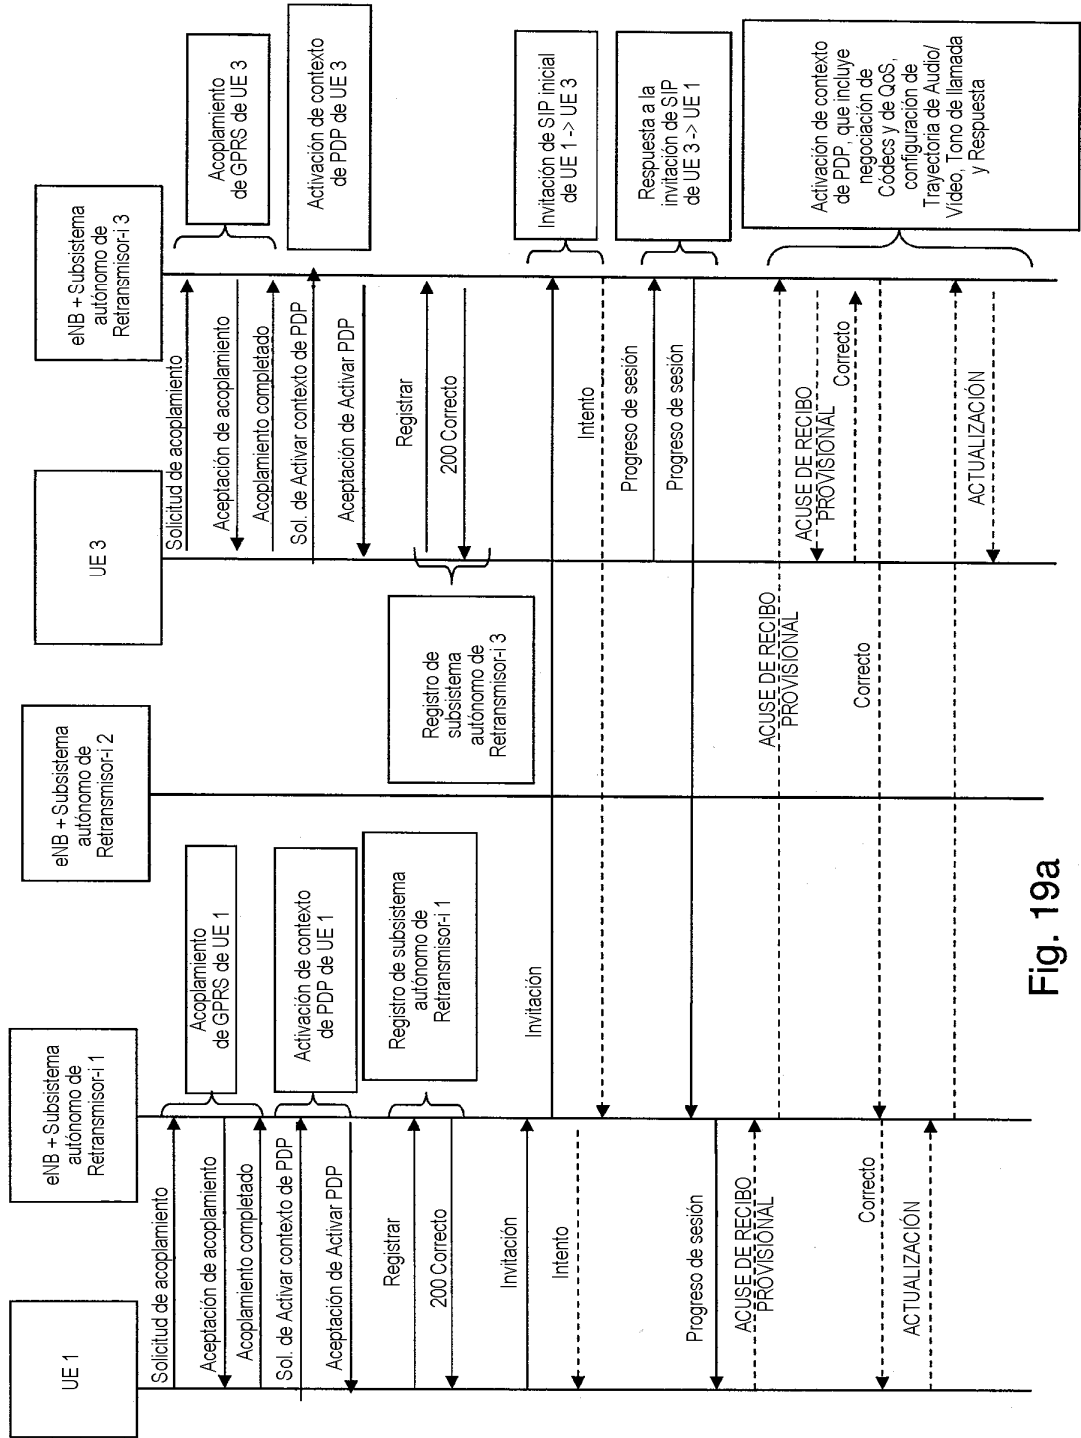 UE 1
eNB + Subsistema
autónomo de
Retransmisor-i 1
eNB + Subsistema
autónomo de
Retransmisor-i 2
UE 3
eNB + Subsistema
autónomo de
Retransmisor-i 3
Solicitud de acoplamiento
Aceptación de acoplamiento
Acoplamiento completado
Sol. de Activar contexto de PDP
Aceptación de Activar PDP
Registrar
200 Correcto
Invitación
Intento
Progreso de sesión
ACUSE DE RECIBO
PROVISIONAL
Correcto
ACTUALIZACIÓN
Acoplamiento
de GPRS de UE 1
Activación de contexto
de PDP de UE 1
Registro de subsistema
autónomo de
Retransmisor-i 1
Invitación
Registro de
subsistema
autónomo de
Retransmisor-i 3
ACUSE DE RECIBO
PROVISIONAL
Correcto
Solicitud de acoplamiento
Aceptación de acoplamiento
Acoplamiento completado
Sol. de Activar contexto de PDP
Aceptación de Activar PDP
Registrar
200 Correcto
Intento
Progreso de sesión
Progreso de sesión
ACUSE DE RECIBO
PROVISIONAL
Correcto
ACTUALIZACIÓN
Acoplamiento
de GPRS de UE 3
Activación de contexto
de PDP de UE 3
Invitación de SIP inicial
de UE 1 -> UE 3
Respuesta a la
invitación de SIP
de UE 3 -> UE 1
Activación de contexto
de PDP, que incluye
negociación de
Códecs y de QoS,
configuración de
Trayectoria de Audio/
Vídeo, Tono de llamada
y Respuesta
Fig. 19a